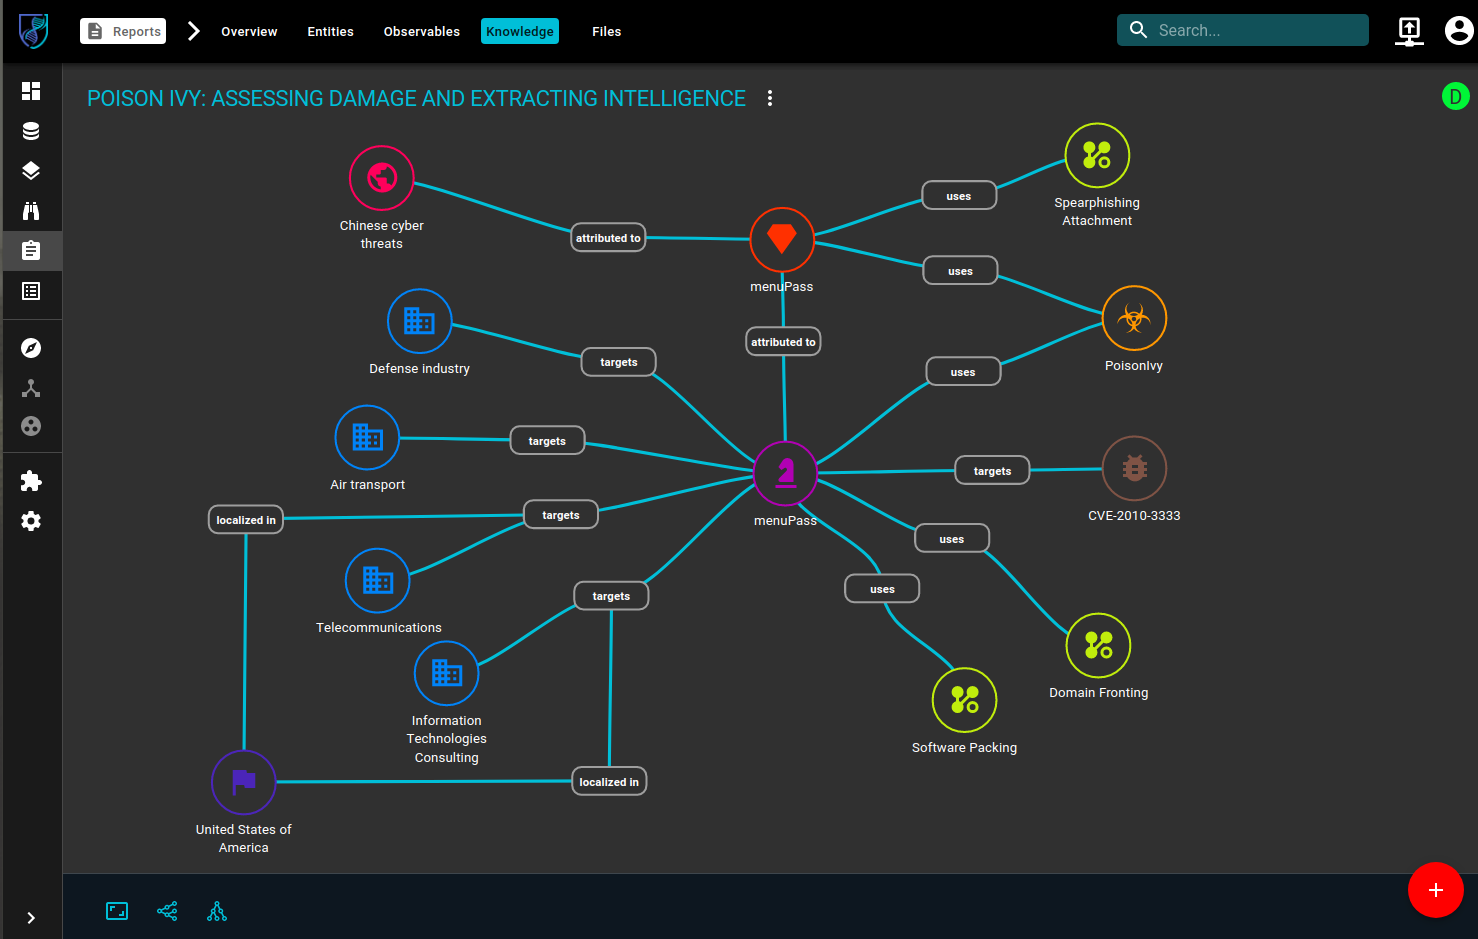 Reports
Overview
Entities
Observables
Knowledge
Files
Search...
POISON IVY: ASSESSING DAMAGE AND EXTRACTING INTELLIGENCE
D
Chinese cyber
threats
attributed to
menuPass
uses
Spearphishing
Attachment
uses
PoisonIvy
attributed to
Defense industry
targets
uses
Air transport
targets
menuPass
targets
CVE-2010-3333
localized in
targets
Telecommunications
uses
uses
Domain Fronting
Software Packing
targets
Information
Technologies
Consulting
localized in
United States of
America